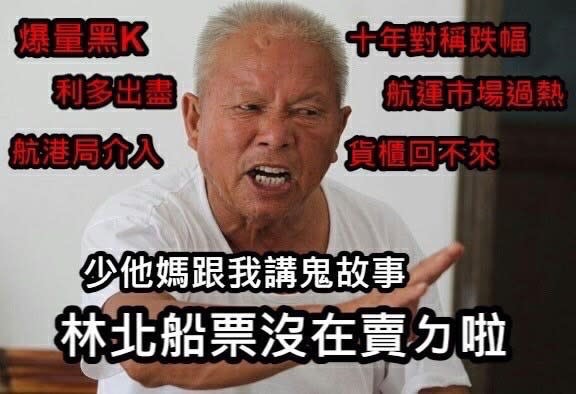 爆量黑K
十年對稱跌幅
利多出盡
航運市場過熱
航港局介入
貨櫃回不來
少他媽跟我講鬼故事
林北船票沒在賣ㄉ啦